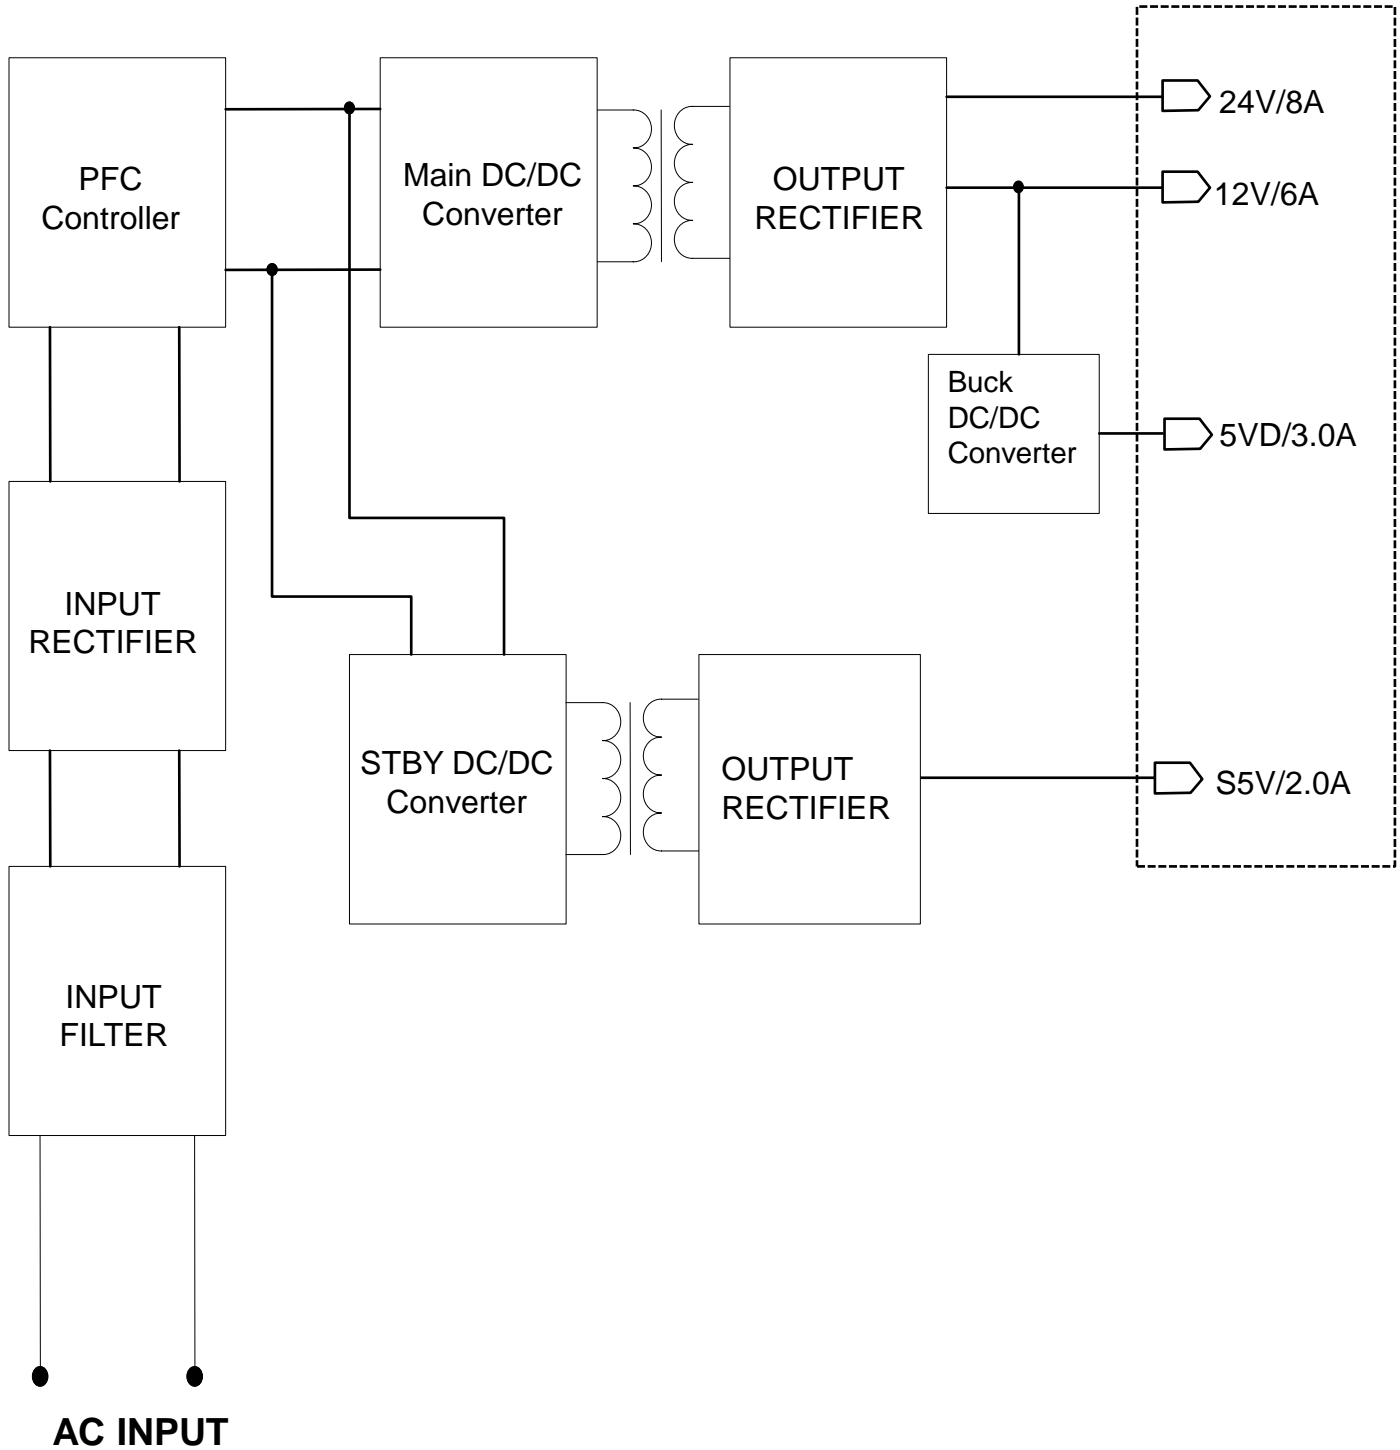 PFC
Controller
Main DC/DC
Converter
OUTPUT
RECTIFIER
24V/8A
12V/6A
Buck
DC/DC
Converter
5VD/3.0A
INPUT
RECTIFIER
STBY DC/DC
Converter
OUTPUT
RECTIFIER
S5V/2.0A
INPUT
FILTER
AC INPUT